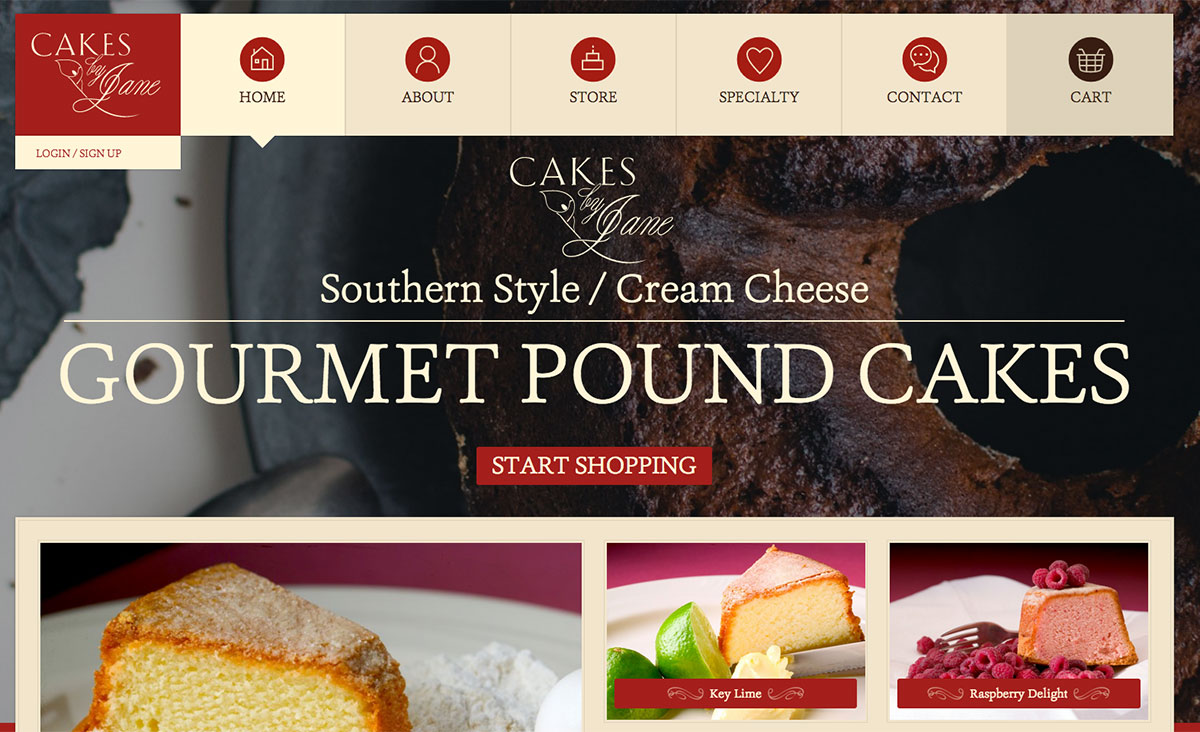 CAKES
by Jane
HOME
ABOUT
STORE
SPECIALTY
CONTACT
CART
LOGIN / SIGN UP
CAKES
by Jane
Southern Style / Cream Cheese
GOURMET POUND CAKES
START SHOPPING
Key Lime
Raspberry Delight